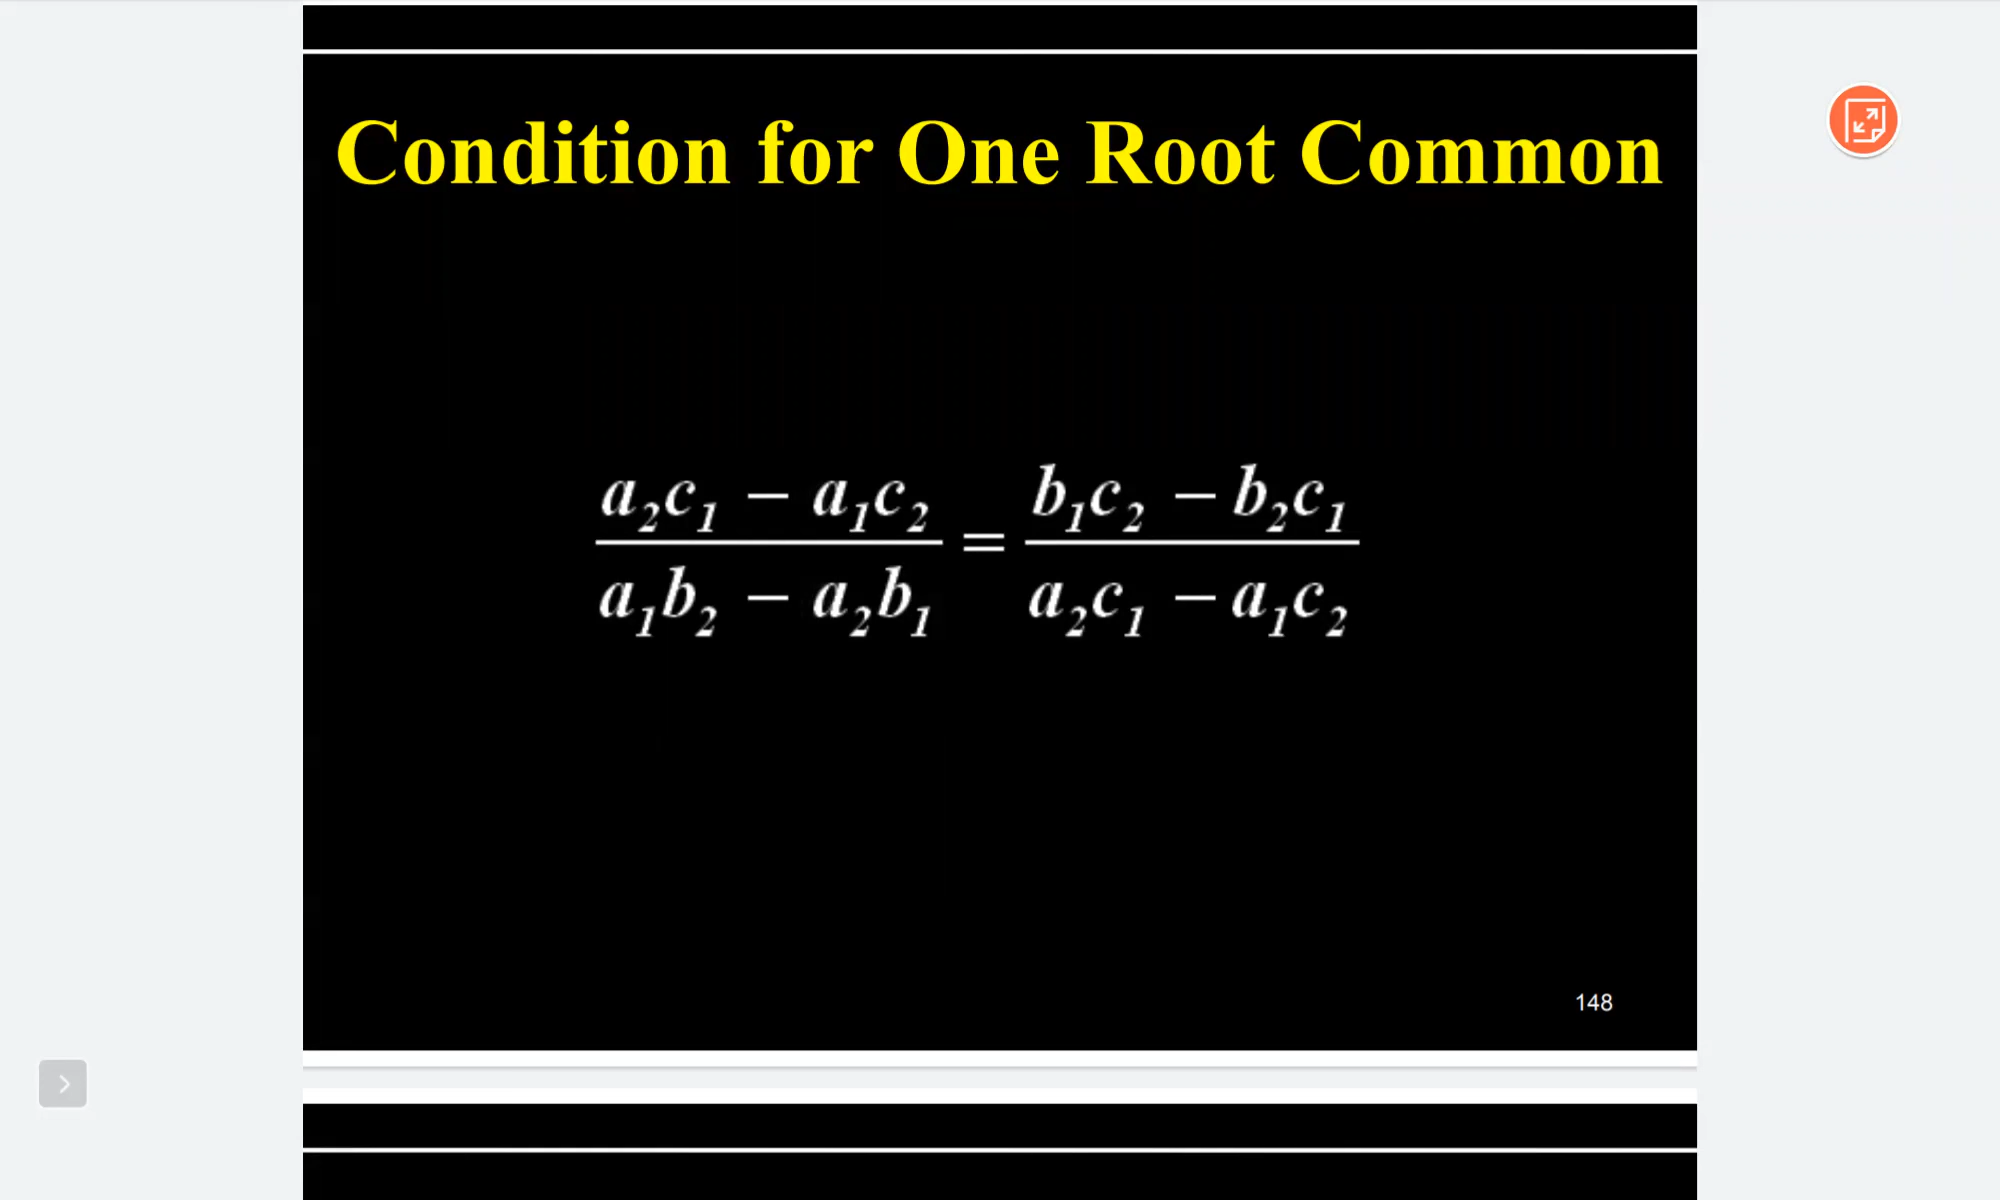 Condition for One Root Common
a₂c₁ − a₁c₂ / a₁b₂ − a₂b₁ = b₁c₂ − b₂c₁ / a₂c₁ − a₁c₂
148